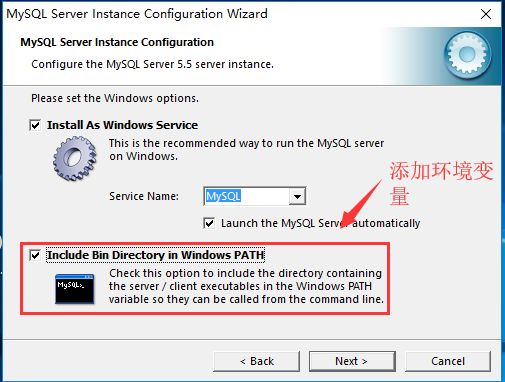 MySQL Server Instance Configuration Wizard
MySQL Server Instance Configuration
Configure the MySQL Server 5.5 server instance.
Please set the Windows options.
Install As Windows Service
This is the recommended way to run the MySQL server
on Windows.
Service Name:
MySQL
Launch the MySQL Server automatically
添加环境变
量
Include Bin Directory in Windows PATH
Check this option to include the directory containing
the server / client executables in the Windows PATH
variable so they can be called from the command line.
MySQL
< Back
Next >
Cancel